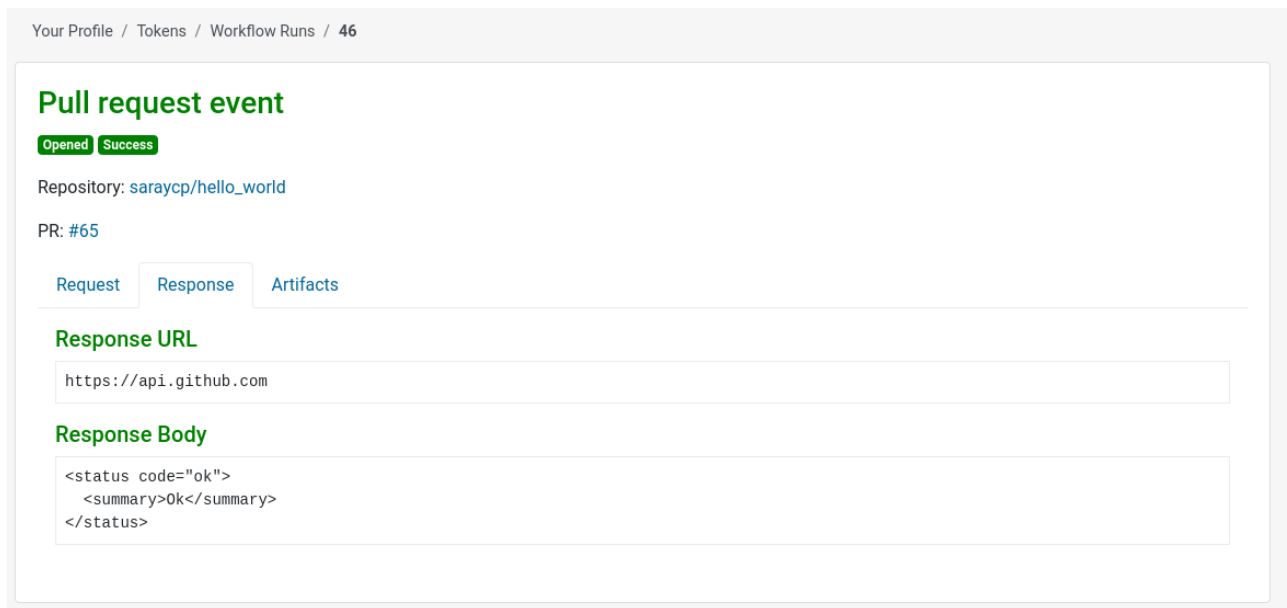 Your Profile / Tokens / Workflow Runs / 46
Pull request event
Opened Success
Repository: saraycp/hello_world
PR: #65
Request Response Artifacts
Response URL
https://api.github.com
Response Body
<status code="ok">
  <summary>Ok</summary>
</status>